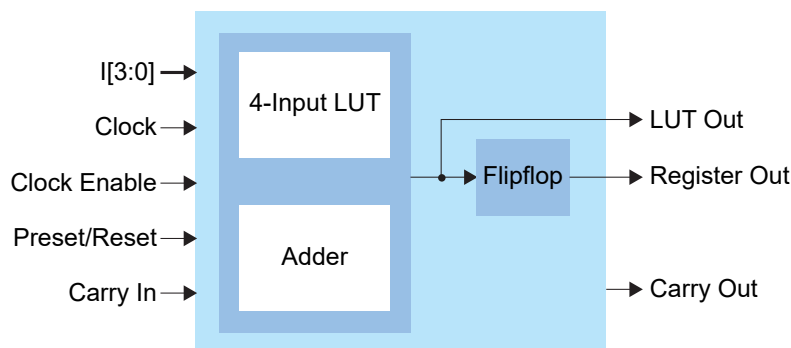 I[3:0]
Clock
Clock Enable
Preset/Reset
Carry In
4-Input LUT
Adder
Flipflop
LUT Out
Register Out
Carry Out